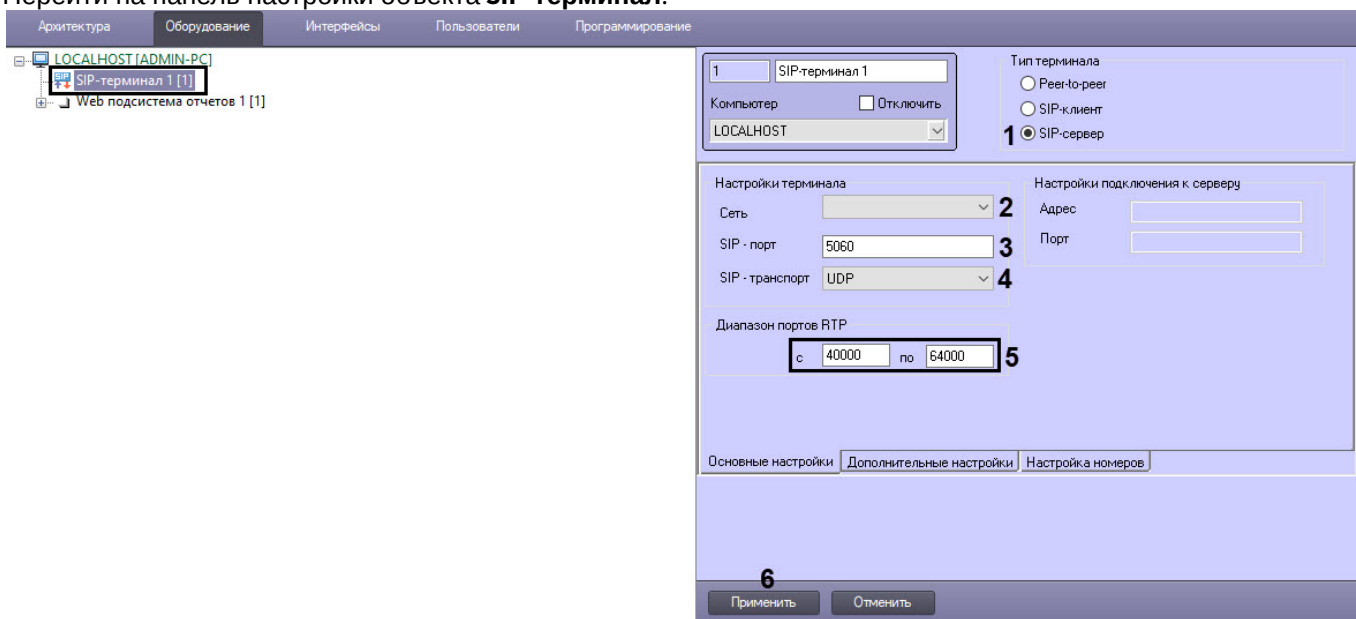 Перейти на панель настройки объекта SIP-терминал.
Архитектура Оборудование Интерфейсы Пользователи Программирование
LOCALHOST [ADMIN-PC]
SIP-терминал 1 [1]
Web подсистема отчетов 1 [1]
1 SIP-терминал 1
Компьютер Отключить
LOCALHOST
Тип терминала
Peer-to-peer
SIP-клиент
1 SIP-сервер
Настройки терминала
Сеть 2
SIP - порт 5060 3
SIP - транспорт UDP 4
Настройки подключения к серверу
Адрес
Порт
Диапазон портов RTP
с 40000 по 64000 5
Основные настройки Дополнительные настройки Настройка номеров
6
Применить Отменить